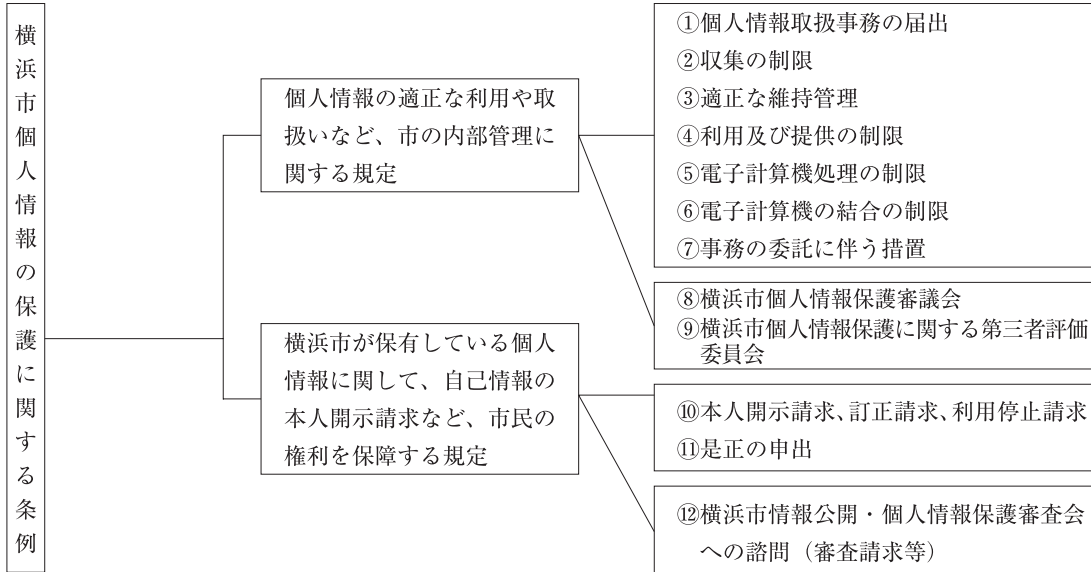 横浜市個人情報の保護に関する条例
個人情報の適正な利用や取
扱いなど、市の内部管理に
関する規定
①個人情報取扱事務の届出
②収集の制限
③適正な維持管理
④利用及び提供の制限
⑤電子計算機処理の制限
⑥電子計算機の結合の制限
⑦事務の委託に伴う措置
⑧横浜市個人情報保護審議会
⑨横浜市個人情報保護に関する第三者評価
委員会
横浜市が保有している個人
情報に関して、自己情報の
本人開示請求など、市民の
権利を保障する規定
⑩本人開示請求、訂正請求、利用停止請求
⑪是正の申出
⑫横浜市情報公開・個人情報保護審査会
への諮問（審査請求等）